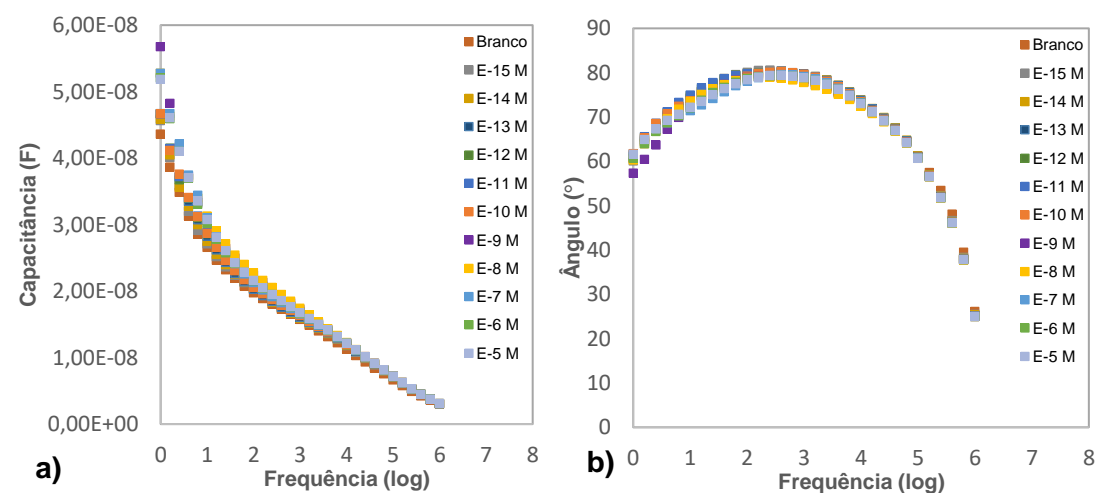 6,00E-08
5,00E-08
4,00E-08
3,00E-08
2,00E-08
1,00E-08
0,00E+00
Capacitância (F)
0 1 2 3 4 5 6 7 8
Frequência (log)
Branco
E-15 M
E-14 M
E-13 M
E-12 M
E-11 M
E-10 M
E-9 M
E-8 M
E-7 M
E-6 M
E-5 M
a)
90
80
70
60
50
40
30
20
10
0
Ângulo (°)
0 1 2 3 4 5 6 7 8
Frequência (log)
Branco
E-15 M
E-14 M
E-13 M
E-12 M
E-11 M
E-10 M
E-9 M
E-8 M
E-7 M
E-6 M
E-5 M
b)